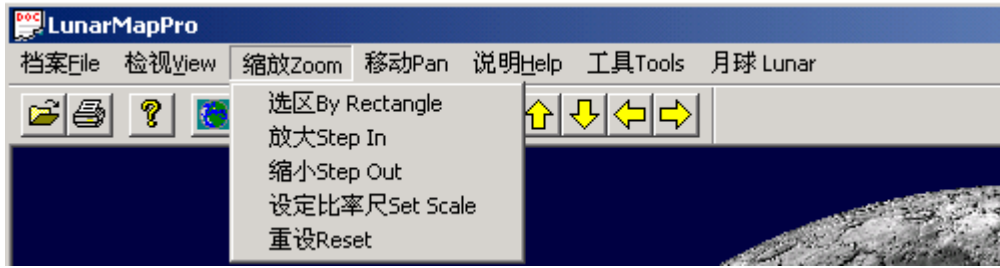 DOC LunarMapPro
档案File 检视View 缩放Zoom 移动Pan 说明Help 工具Tools 月球 Lunar
?
选区By Rectangle
放大Step In
缩小Step Out
设定比率尺Set Scale
重设Reset